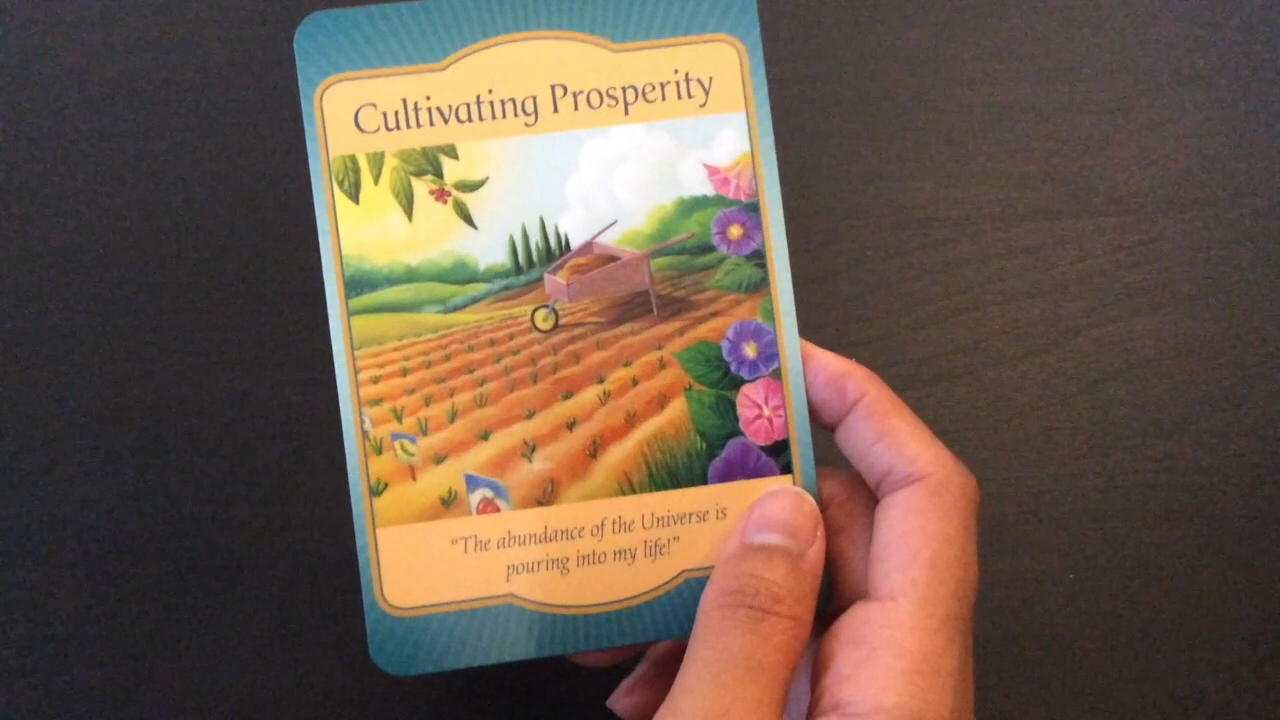 Cultivating Prosperity
“The abundance of the Universe is
pouring into my life!”